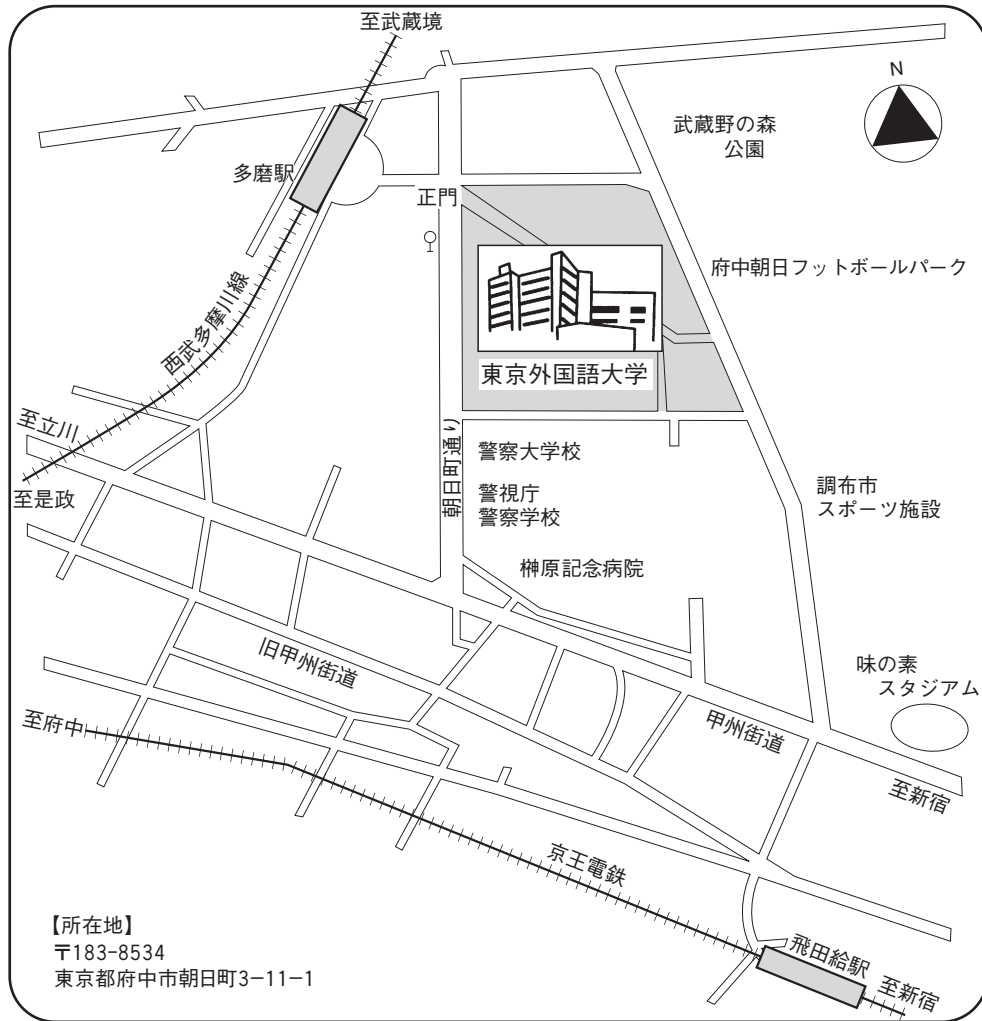 至武蔵境
N
武蔵野の森
公園
多磨駅
正門
府中朝日フットボールパーク
西武多摩川線
東京外国語大学
至立川
朝日町通り
警察大学校
至是政
警視庁
警察学校
調布市
スポーツ施設
榊原記念病院
旧甲州街道
味の素
スタジアム
至府中
甲州街道
至新宿
京王電鉄
【所在地】
〒183-8534
東京都府中市朝日町3−11−1
飛田給駅
至新宿